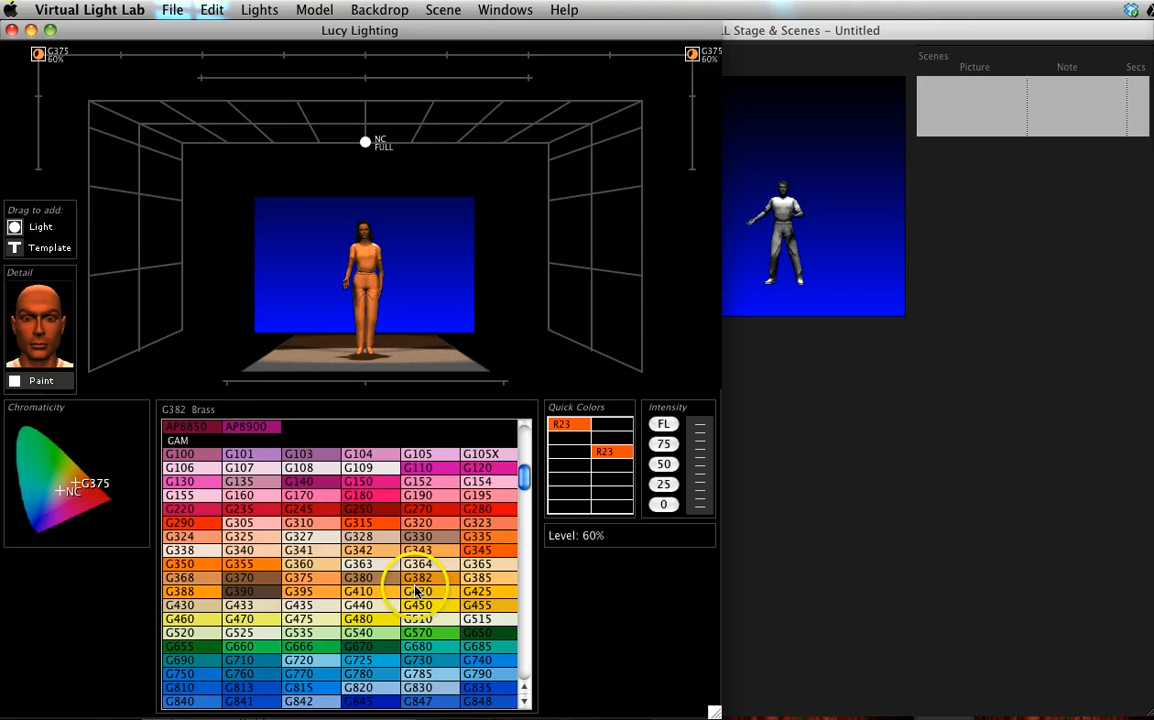 Virtual Light Lab File Edit Lights Model Backdrop Scene Windows Help
Lucy Lighting
LL Stage & Scenes - Untitled
G375
60%
G375
60%
Scenes
Picture Note Secs
NC
FULL
Drag to add:
Light
T Template
Detail
Paint
Chromaticity
G375
NC
G382 Brass
AP8850 AP8900
GAM
G100 G101 G103 G104 G105 G105X
G106 G107 G108 G109 G110 G120
G130 G135 G140 G150 G152 G154
G155 G160 G170 G180 G190 G195
G220 G235 G245 G250 G270 G280
G290 G305 G310 G315 G320 G323
G324 G325 G327 G328 G330 G335
G338 G340 G341 G342 G343 G345
G350 G355 G360 G363 G364 G365
G368 G370 G375 G380 G382 G385
G388 G390 G395 G410 G420 G425
G430 G433 G435 G440 G450 G455
G460 G470 G475 G480 G510 G515
G520 G525 G535 G540 G570 G650
G655 G660 G666 G670 G680 G685
G690 G710 G720 G725 G730 G740
G750 G760 G770 G780 G785 G790
G810 G813 G815 G820 G830 G835
G840 G841 G842 G845 G847 G848
Quick Colors
R23
R23
Intensity
FL
75
50
25
0
Level: 60%